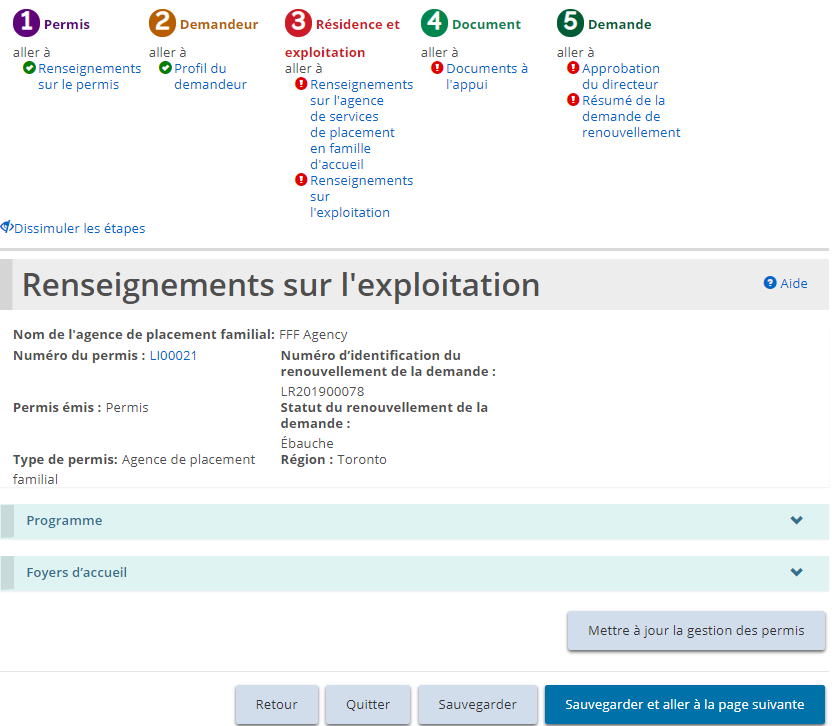 1 Permis
aller à
Renseignements
sur le permis
2 Demandeur
aller à
Profil du
demandeur
3 Résidence et
exploitation
aller à
Renseignements
sur l'agence
de services
de placement
en famille
d'accueil
Renseignements
sur
l'exploitation
4 Document
aller à
Documents à
l'appui
5 Demande
aller à
Approbation
du directeur
Résumé de la
demande de
renouvellement
Dissimuler les étapes
Renseignements sur l'exploitation
Aide
Nom de l'agence de placement familial: FFF Agency
Numéro du permis : LI00021
Numéro d’identification du
renouvellement de la demande :
LR201900078
Permis émis : Permis
Statut du renouvellement de la
demande :
Ébauche
Type de permis: Agence de placement
familial
Région : Toronto
Programme
Foyers d’accueil
Mettre à jour la gestion des permis
Retour
Quitter
Sauvegarder
Sauvegarder et aller à la page suivante